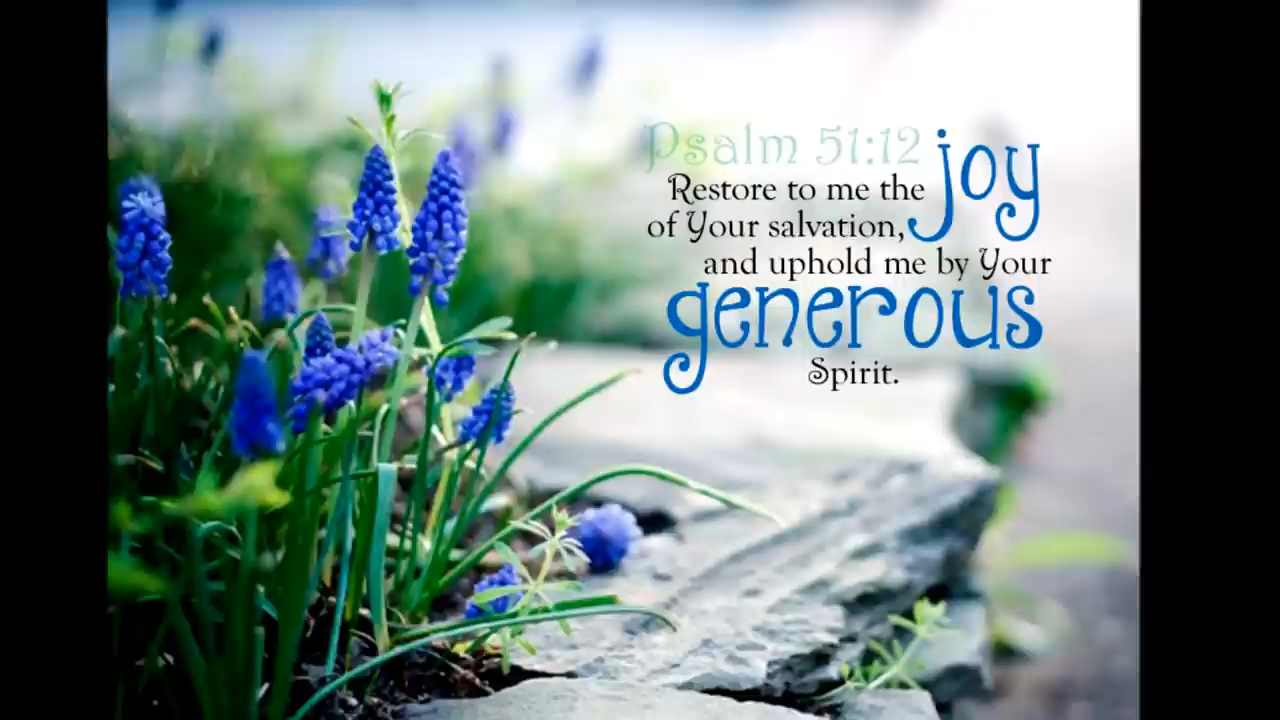 Psalm 51:12
Restore to me the joy
of Your salvation,
and uphold me by Your
generous
Spirit.